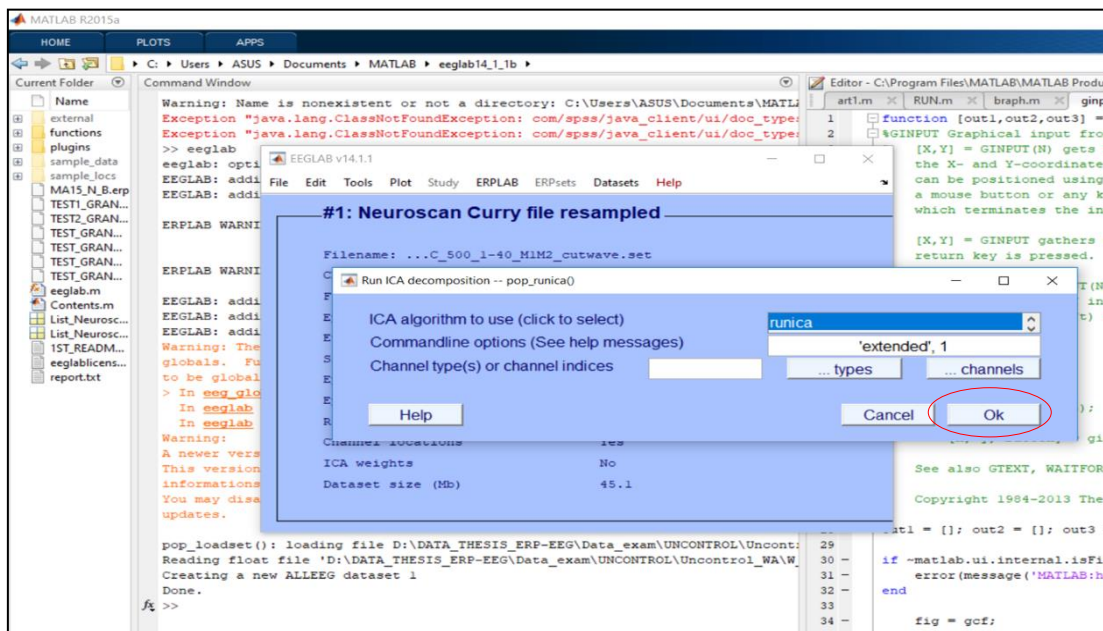 MATLAB R2015a
HOME PLOTS APPS
C: Users ASUS Documents MATLAB eeglab14_1_1b
Current Folder
Name
external
functions
plugins
sample_data
sample_locs
MA15_N_B.erp
TEST1_GRAN...
TEST2_GRAN...
TEST_GRAN...
TEST_GRAN...
TEST_GRAN...
TEST_GRAN...
eeglab.m
Contents.m
List_Neurosc...
List_Neurosc...
1ST_READM...
eeglablicens...
report.txt
Command Window
Warning: Name is nonexistent or not a directory: C:\Users\ASUS\Documents\MATL
Exception "java.lang.ClassNotFoundException: com/spss/java_client/ui/doc_type
Exception "java.lang.ClassNotFoundException: com/spss/java_client/ui/doc_type
>> eeglab
eeglab: opti
EEGLAB: addi
EEGLAB: addi
ERPLAB WARNI
ERPLAB WARNI
EEGLAB: addi
EEGLAB: addi
EEGLAB: addi
Warning: The
globals. Fu
to be global
> In eeg_glo
In eeglab
In eeglab
Warning:
A newer vers
This version
informations
You may disa
updates.
pop_loadset(): loading file D:\DATA_THESIS_ERP-EEG\Data_exam\UNCONTROL\Uncont
Reading float file 'D:\DATA_THESIS_ERP-EEG\Data_exam\UNCONTROL\Uncontrol_WA\W
Creating a new ALLEEG dataset 1
Done.
fx >>
EEGLAB v14.1.1
File Edit Tools Plot Study ERPLAB ERPsets Datasets Help
#1: Neuroscan Curry file resampled
Filename: ...C_500_1-40_M1M2_cutwave.set
Channel locations Yes
ICA weights No
Dataset size (Mb) 45.1
Run ICA decomposition -- pop_runica()
ICA algorithm to use (click to select) runica
Commandline options (See help messages) 'extended', 1
Channel type(s) or channel indices ... types ... channels
Help Cancel Ok
Editor - C:\Program Files\MATLAB\MATLAB Produ
art1.m RUN.m braph.m ginp
1 function [out1,out2,out3] =
2 %GINPUT Graphical input fro
[X,Y] = GINPUT(N) gets
the X- and Y-coordinate
can be positioned using
a mouse button or any k
which terminates the in
[X,Y] = GINPUT gathers
return key is pressed.
See also GTEXT, WAITFOR
Copyright 1984-2013 The
out1 = []; out2 = []; out3
29
30 - if ~matlab.ui.internal.isFi
31 - error(message('MATLAB:h
32 - end
33
34 - fig = gcf;